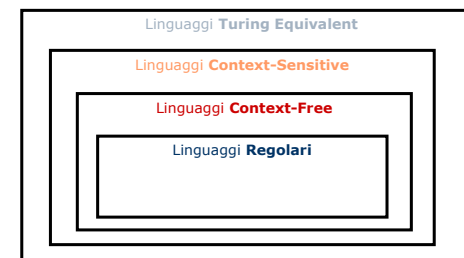 Linguaggi Turing Equivalent
Linguaggi Context-Sensitive
Linguaggi Context-Free
Linguaggi Regolari